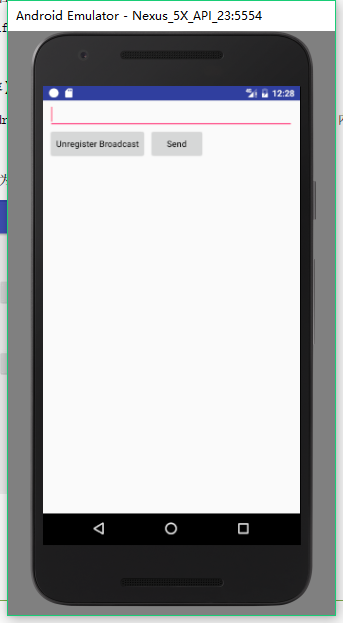 Android Emulator - Nexus_5X_API_23:5554
12:28
Unregister Broadcast
Send